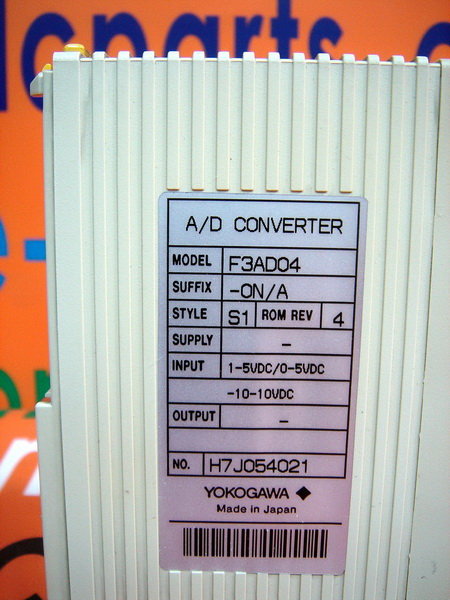 lcparts.c
A/D CONVERTER
MODEL F3AD04
SUFFIX -0N/A
STYLE S1 ROM REV 4
SUPPLY -
INPUT 1-5VDC/0-5VDC
-10-10VDC
OUTPUT -
NO. H7J054021
YOKOGAWA
Made in Japan